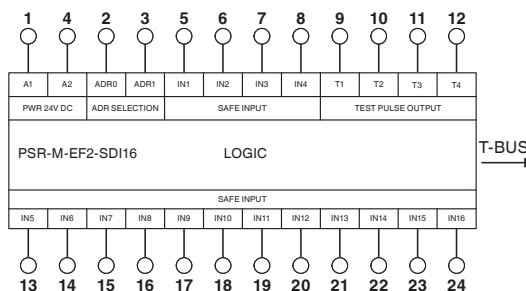 1 4 2 3 5 6 7 8 9 10 11 12
A1 A2 ADR0 ADR1 IN1 IN2 IN3 IN4 T1 T2 T3 T4
PWR 24V DC ADR SELECTION SAFE INPUT TEST PULSE OUTPUT
PSR-M-EF2-SDI16 LOGIC T-BUS
SAFE INPUT
IN5 IN6 IN7 IN8 IN9 IN10 IN11 IN12 IN13 IN14 IN15 IN16
13 14 15 16 17 18 19 20 21 22 23 24